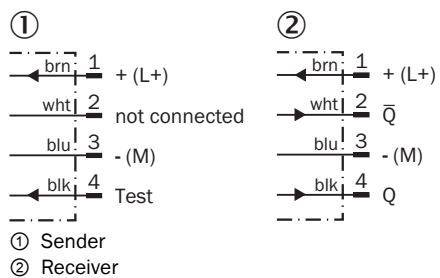 ① ②
brn 1 + (L+) brn 1 + (L+)
wht 2 not connected wht 2 Q̅
blu 3 - (M) blu 3 - (M)
blk 4 Test blk 4 Q
① Sender
② Receiver